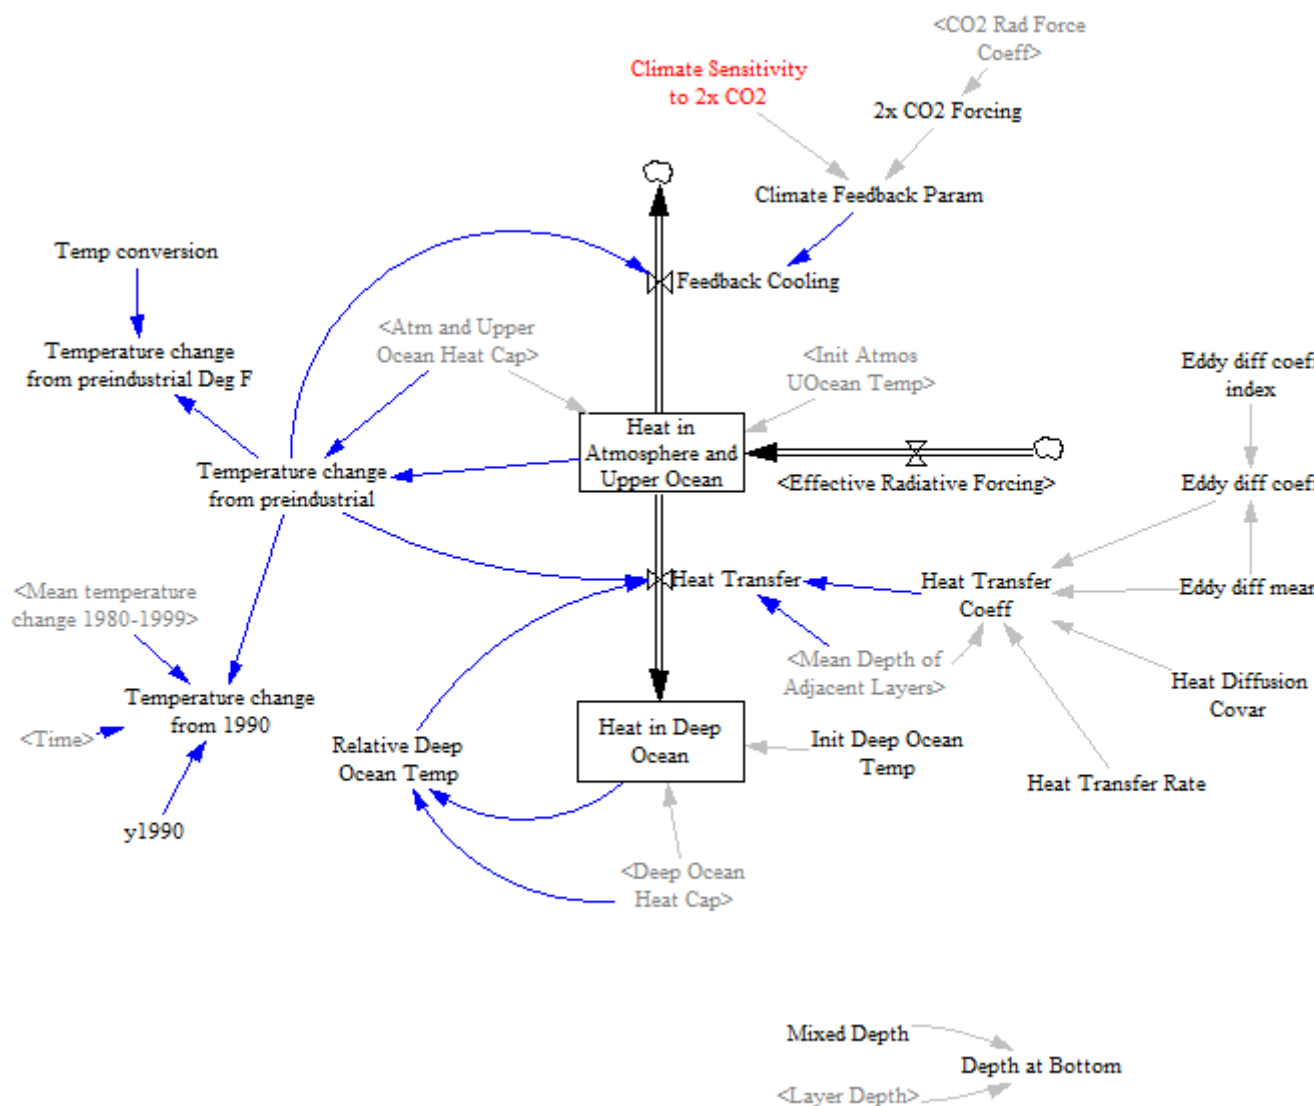 <CO2 Rad Force
Coeff>
Climate Sensitivity
to 2x CO2
2x CO2 Forcing
Climate Feedback Param
Temp conversion
Feedback Cooling
<Atm and Upper
Ocean Heat Cap>
Temperature change
from preindustrial Deg F
<Init Atmos
UOcean Temp>
Eddy diff coeff
index
Heat in
Atmosphere and
Upper Ocean
Temperature change
from preindustrial
<Effective Radiative Forcing>
Eddy diff coeff
<Mean temperature
change 1980-1999>
Heat Transfer
Heat Transfer
Coeff
Eddy diff mean
<Mean Depth of
Adjacent Layers>
Heat Diffusion
Covar
Temperature change
from 1990
<Time>
Relative Deep
Ocean Temp
Heat in Deep
Ocean
Init Deep Ocean
Temp
Heat Transfer Rate
y1990
<Deep Ocean
Heat Cap>
Mixed Depth
Depth at Bottom
<Layer Depth>